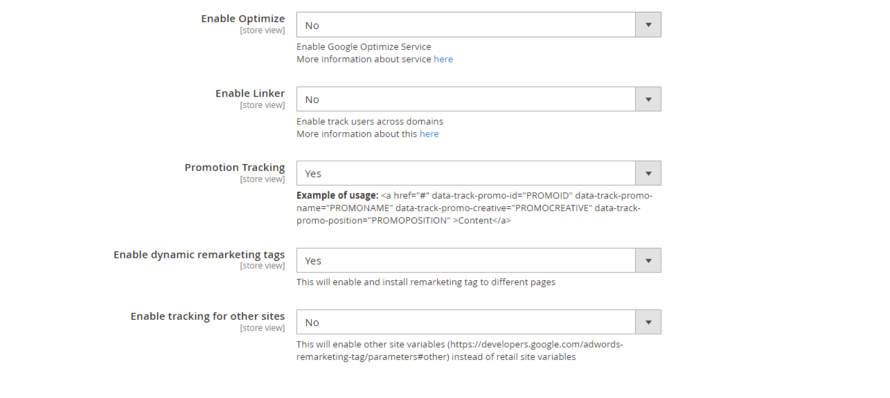 Enable Optimize
[store view]
No
Enable Google Optimize Service
More information about service here
Enable Linker
[store view]
No
Enable track users across domains
More information about this here
Promotion Tracking
[store view]
Yes
Example of usage: <a href="#" data-track-promo-id="PROMOID" data-track-promo-
name="PROMONAME" data-track-promo-creative="PROMOCREATIVE" data-track-
promo-position="PROMOPOSITION" >Content</a>
Enable dynamic remarketing tags
[store view]
Yes
This will enable and install remarketing tag to different pages
Enable tracking for other sites
[store view]
No
This will enable other site variables (https://developers.google.com/adwords-
remarketing-tag/parameters#other) instead of retail site variables